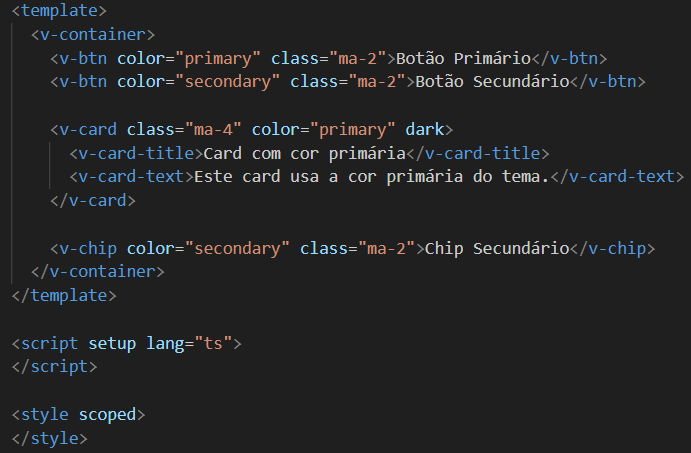 <template>
  <v-container>
    <v-btn color="primary" class="ma-2">Botão Primário</v-btn>
    <v-btn color="secondary" class="ma-2">Botão Secundário</v-btn>

    <v-card class="ma-4" color="primary" dark>
      <v-card-title>Card com cor primária</v-card-title>
      <v-card-text>Este card usa a cor primária do tema.</v-card-text>
    </v-card>

    <v-chip color="secondary" class="ma-2">Chip Secundário</v-chip>
  </v-container>
</template>

<script setup lang="ts">
</script>

<style scoped>
</style>